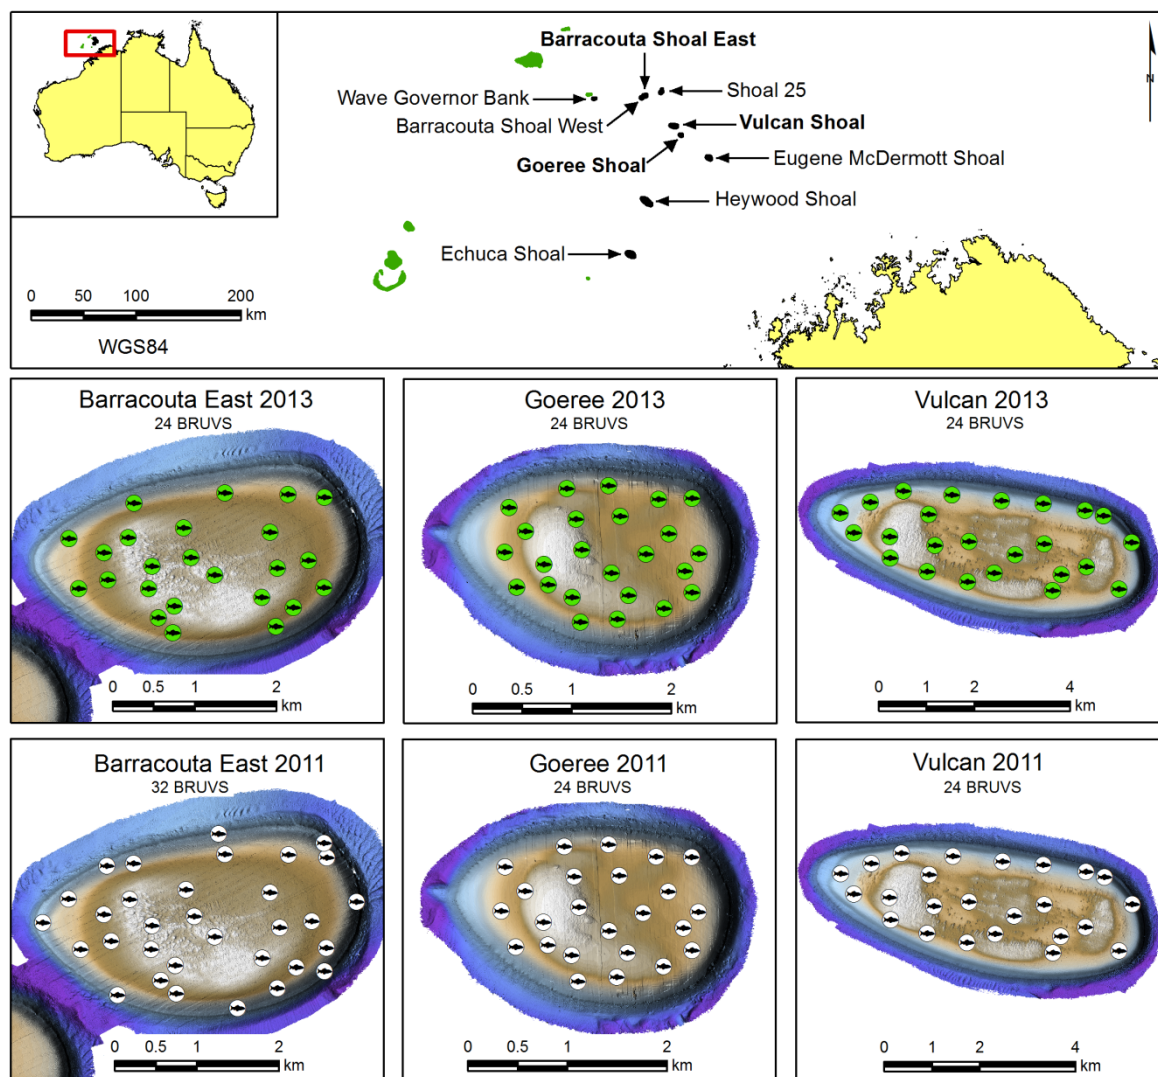 Barracouta Shoal East
Wave Governor Bank
Shoal 25
Barracouta Shoal West
Vulcan Shoal
Goeree Shoal
Eugene McDermott Shoal
Heywood Shoal
Echuca Shoal
N
0 50 100 200
km
WGS84
Barracouta East 2013
24 BRUVS
0 0.5 1 2
km
Goeree 2013
24 BRUVS
0 0.5 1 2
km
Vulcan 2013
24 BRUVS
0 1 2 4
km
Barracouta East 2011
32 BRUVS
0 0.5 1 2
km
Goeree 2011
24 BRUVS
0 0.5 1 2
km
Vulcan 2011
24 BRUVS
0 1 2 4
km